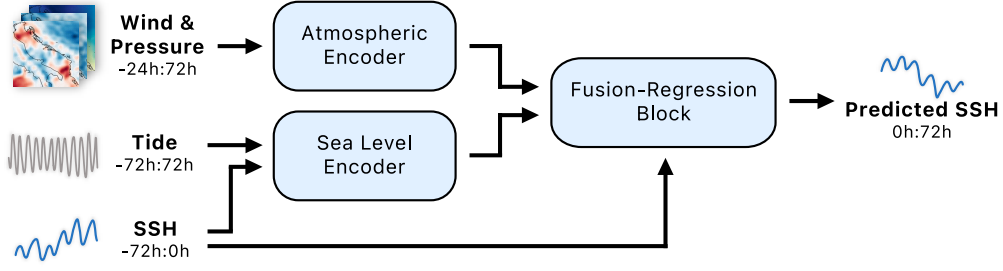 Wind &
Pressure
-24h:72h
Atmospheric
Encoder
Tide
-72h:72h
Sea Level
Encoder
SSH
-72h:0h
Fusion-Regression
Block
Predicted SSH
0h:72h